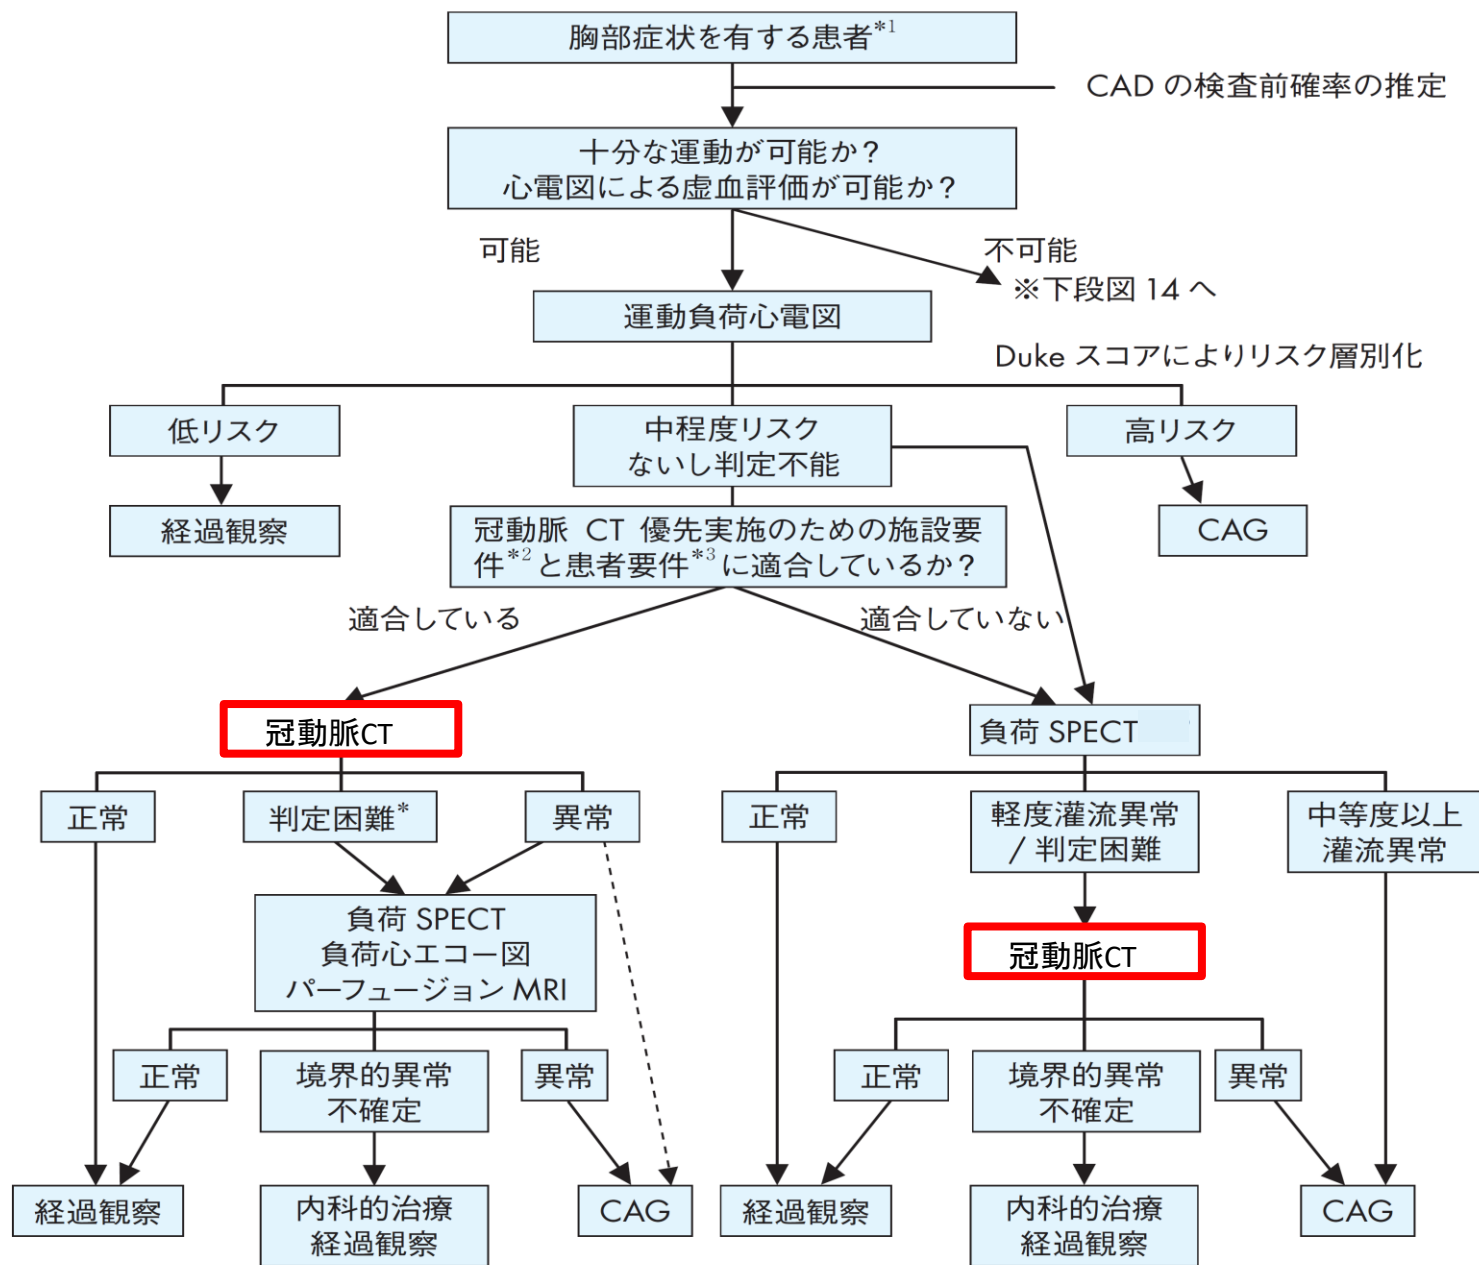 胸部症状を有する患者*1
CAD の検査前確率の推定
十分な運動が可能か？
心電図による虚血評価が可能か？
可能
不可能
※下段図 14 へ
運動負荷心電図
Duke スコアによりリスク層別化
低リスク
中程度リスク
ないし判定不能
高リスク
経過観察
冠動脈 CT 優先実施のための施設要
件*2と患者要件*3に適合しているか？
CAG
適合している
適合していない
冠動脈CT
負荷 SPECT
正常
判定困難*
異常
正常
軽度灌流異常
/ 判定困難
中等度以上
灌流異常
負荷 SPECT
負荷心エコー図
パーフュージョン MRI
冠動脈CT
正常
境界的異常
不確定
異常
正常
境界的異常
不確定
異常
経過観察
内科的治療
経過観察
CAG
経過観察
内科的治療
経過観察
CAG